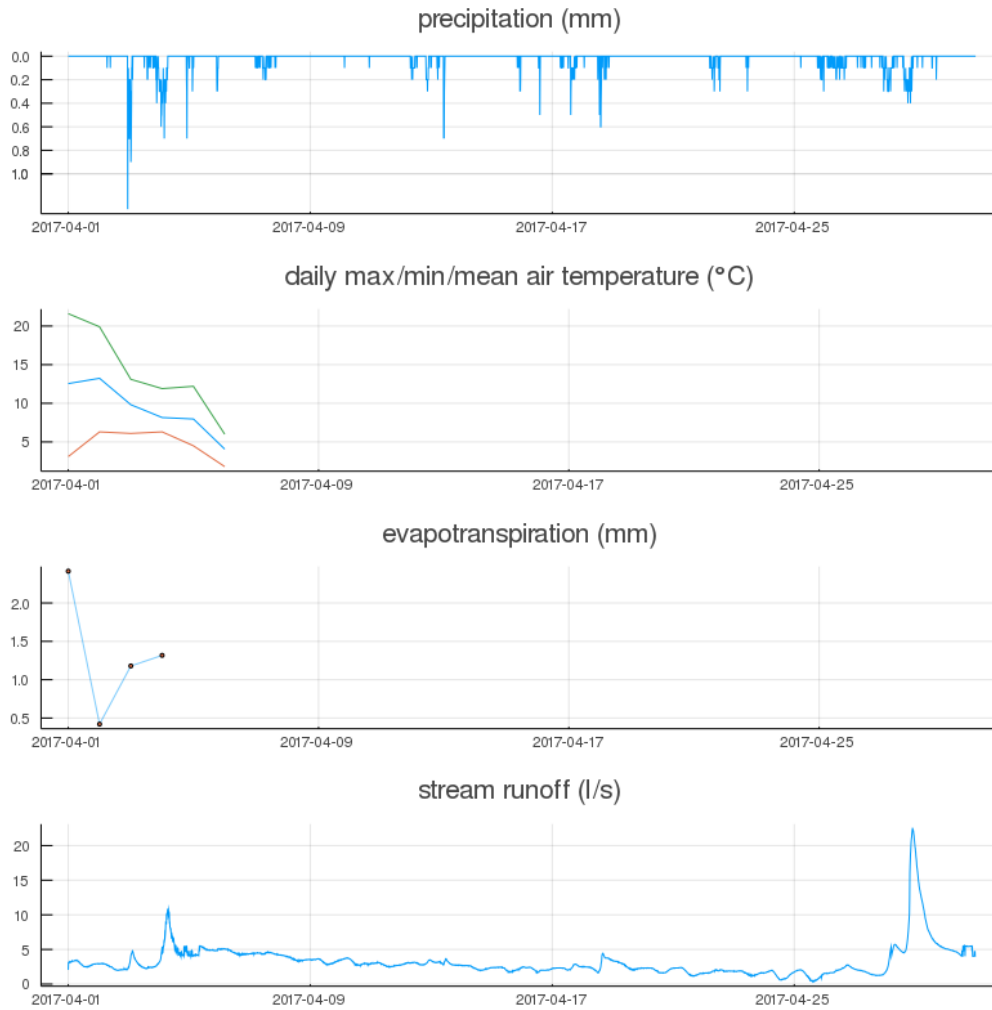 precipitation (mm)
0.0
0.2
0.4
0.6
0.8
1.0
2017-04-01 2017-04-09 2017-04-17 2017-04-25
daily max/min/mean air temperature (°C)
20
15
10
5
2017-04-01 2017-04-09 2017-04-17 2017-04-25
evapotranspiration (mm)
2.0
1.5
1.0
0.5
2017-04-01 2017-04-09 2017-04-17 2017-04-25
stream runoff (l/s)
20
15
10
5
0
2017-04-01 2017-04-09 2017-04-17 2017-04-25